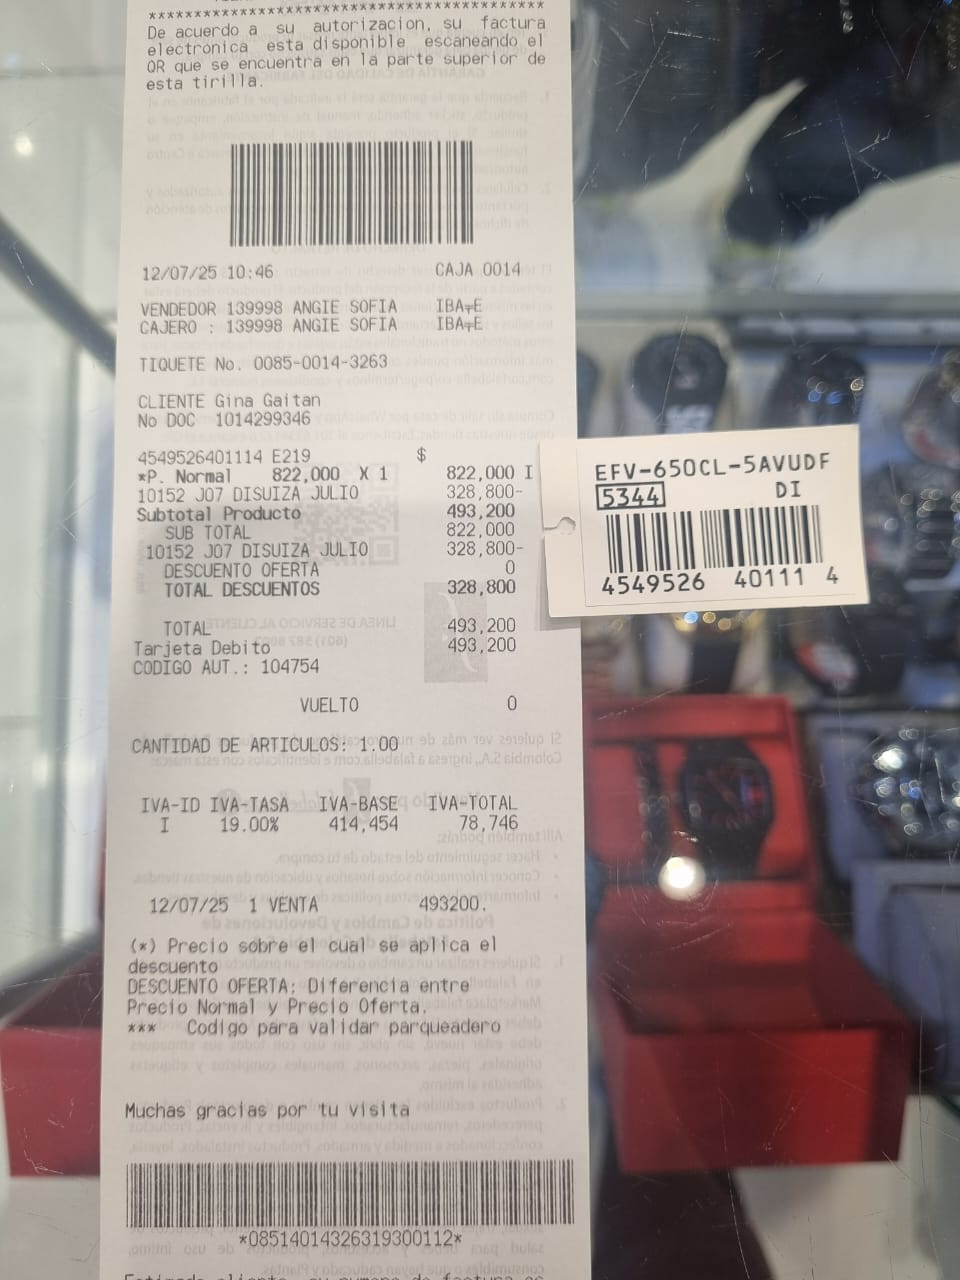 ******************************************
De acuerdo a su autorizacion, su factura
electronica esta disponible escaneando el
QR que se encuentra en la parte superior de
esta tirilla.
12/07/25 10:46 CAJA 0014
VENDEDOR 139998 ANGIE SOFIA
CAJERO : 139998 ANGIE SOFIA
TIQUETE No. 0085-0014-3263
CLIENTE Gina Gaitan
No DOC 1014299346
4549526401114 E219 $
*P. Normal 822,000 X 1 822,000 I
10152 J07 DISUIZA JULIO 328,800-
Subtotal Producto 493,200
SUB TOTAL 822,000
10152 J07 DISUIZA JULIO 328,800-
DESCUENTO OFERTA 0
TOTAL DESCUENTOS 328,800
TOTAL 493,200
Tarjeta Debito 493,200
CODIGO AUT.: 104754
VUELTO 0
CANTIDAD DE ARTICULOS: 1.00
IVA-ID IVA-TASA IVA-BASE IVA-TOTAL
I 19.00% 414,454 78,746
12/07/25 1 VENTA 493200.
(*) Precio sobre el cual se aplica el
descuento
DESCUENTO OFERTA: Diferencia entre
Precio Normal y Precio Oferta.
*** Codigo para validar parqueadero
Muchas gracias por tu visita
*08514014326319300112*
EFV-650CL-5AVUDF
5344 DI
4549526 40111 4